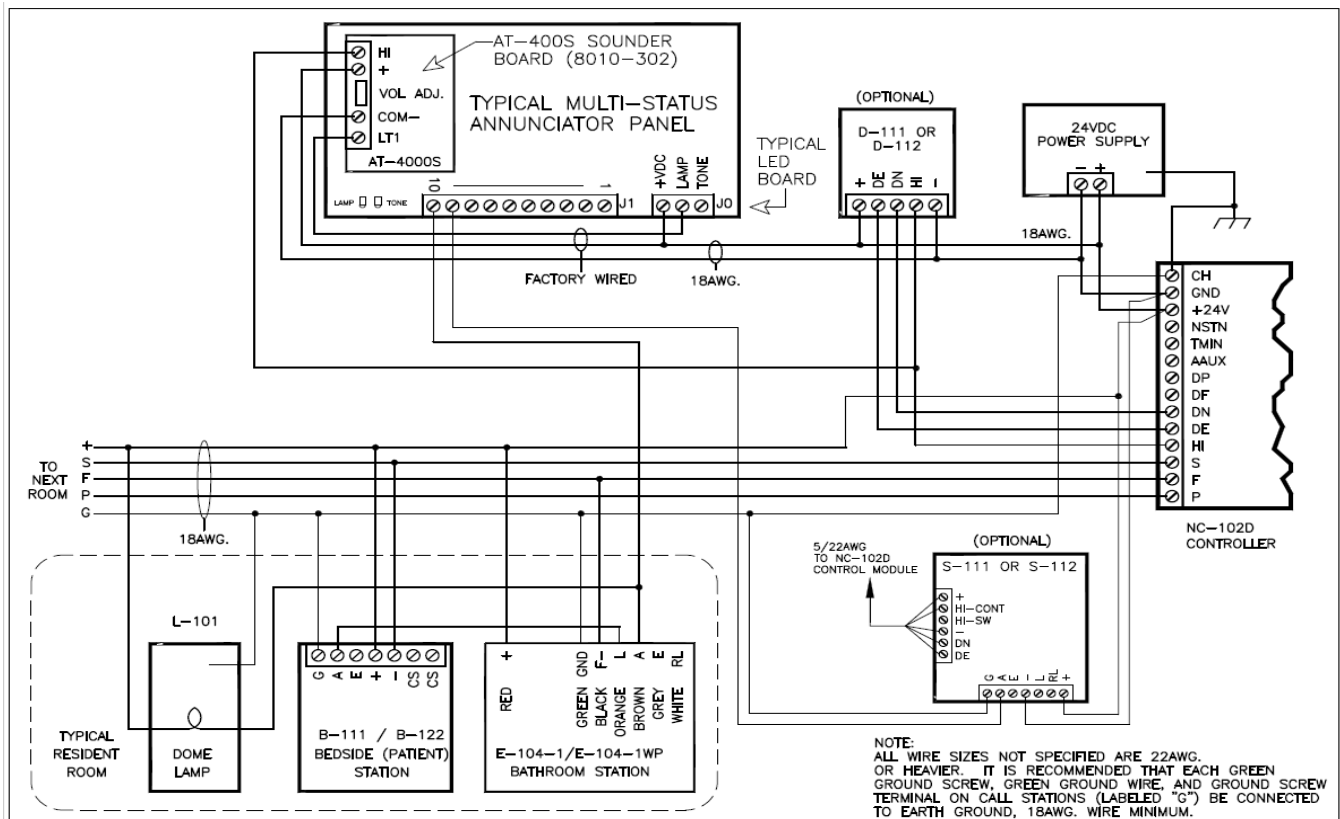 HI
+
VOL ADJ.
COM-
LT1
AT-4000S
AT-400S SOUNDER
BOARD (8010-302)
TYPICAL MULTI-STATUS
ANNUNCIATOR PANEL
LAMP
TONE
10
1
J1
+VDC
LAMP
TONE
J0
TYPICAL
LED
BOARD
(OPTIONAL)
D-111 OR
D-112
+
DE
DN
HI
-
24VDC
POWER SUPPLY
- +
18AWG.
FACTORY WIRED
18AWG.
CH
GND
+24V
NSTN
TMIN
AAUX
DP
DF
DN
DE
HI
S
F
P
NC-102D
CONTROLLER
TO
NEXT
ROOM
+
S
F
P
G
18AWG.
TYPICAL
RESIDENT
ROOM
L-101
DOME
LAMP
G
A
E
+
-
CS
CS
B-111 / B-122
BEDSIDE (PATIENT)
STATION
+
GND
F-
L
A
E
RL
RED
GREEN
BLACK
ORANGE
BROWN
GREY
WHITE
E-104-1/E-104-1WP
BATHROOM STATION
5/22AWG
TO NC-102D
CONTROL MODULE
(OPTIONAL)
S-111 OR S-112
+
HI-CONT
HI-SW
-
DN
DE
G
A
E
-
L
RL
+
NOTE:
ALL WIRE SIZES NOT SPECIFIED ARE 22AWG.
OR HEAVIER. IT IS RECOMMENDED THAT EACH GREEN
GROUND SCREW, GREEN GROUND WIRE, AND GROUND SCREW
TERMINAL ON CALL STATIONS (LABELED "G") BE CONNECTED
TO EARTH GROUND, 18AWG. WIRE MINIMUM.